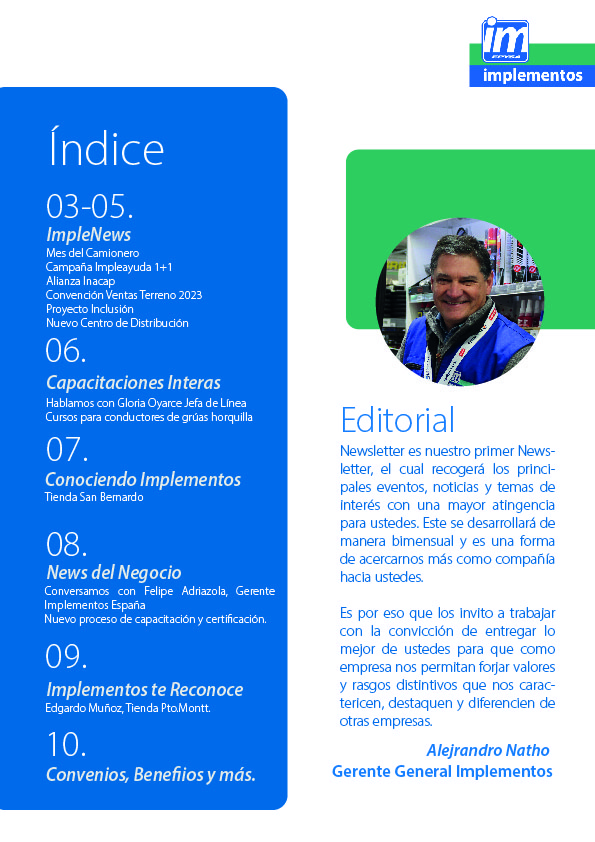 im
EPYSA
implementos
Índice
03-05.
ImpleNews
Mes del Camionero
Campaña Impleayuda 1+1
Alianza Inacap
Convención Ventas Terreno 2023
Proyecto Inclusión
Nuevo Centro de Distribución
06.
Capacitaciones Interas
Hablamos con Gloria Oyarce Jefa de Línea
Cursos para conductores de grúas horquilla
07.
Conociendo Implementos
Tienda San Bernardo
08.
News del Negocio
Conversamos con Felipe Adriazola, Gerente
Implementos España
Nuevo proceso de capacitación y certificación.
09.
Implementos te Reconoce
Edgardo Muñoz, Tienda Pto.Montt.
10.
Convenios, Benefiios y más.
Editorial
Newsletter es nuestro primer News-
letter, el cual recogerá los princi-
pales eventos, noticias y temas de
interés con una mayor atingencia
para ustedes. Este se desarrollará de
manera bimensual y es una forma
de acercarnos más como compañía
hacia ustedes.
Es por eso que los invito a trabajar
con la convicción de entregar lo
mejor de ustedes para que como
empresa nos permitan forjar valores
y rasgos distintivos que nos carac-
tericen, destaquen y diferencien de
otras empresas.
Alejrandro Natho
Gerente General Implementos